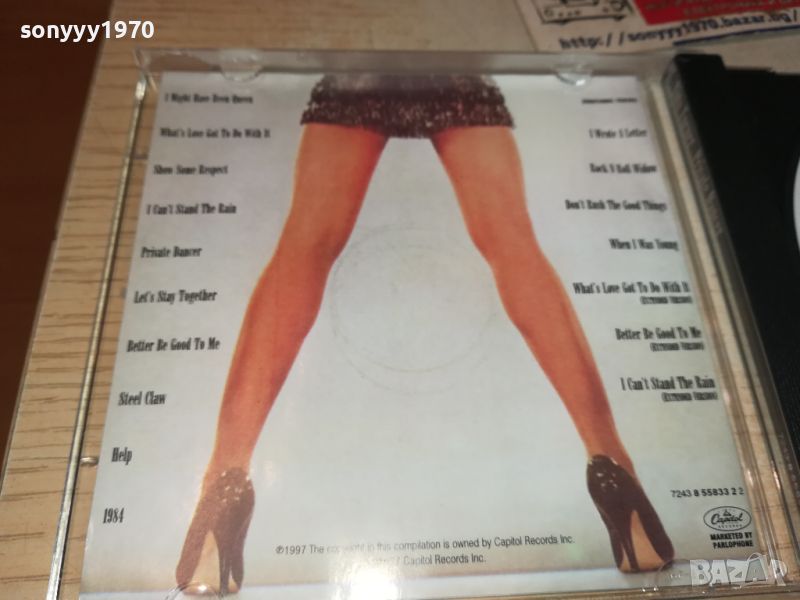 sonyyy1970
http://sonyyy1970.bazar.bg/
I Might Have Been Queen
What's Love Got To Do With It
Show Some Respect
I Can't Stand The Rain
Private Dancer
Let's Stay Together
Better Be Good To Me
Steel Claw
Help
1984
I Wrote A Letter
Rock N Roll Widow
Don't Rush The Good Things
When I Was Young
What's Love Got To Do With It
(EXTENDED VERSION)
Better Be Good To Me
(EXTENDED VERSION)
I Can't Stand The Rain
(EXTENDED VERSION)
7243 8 55833 2 2
Capitol
RECORDS
MARKETED BY
PARLOPHONE
℗1997 The copyright in this compilation is owned by Capitol Records Inc.
Capitol Records Inc.
BAZAR